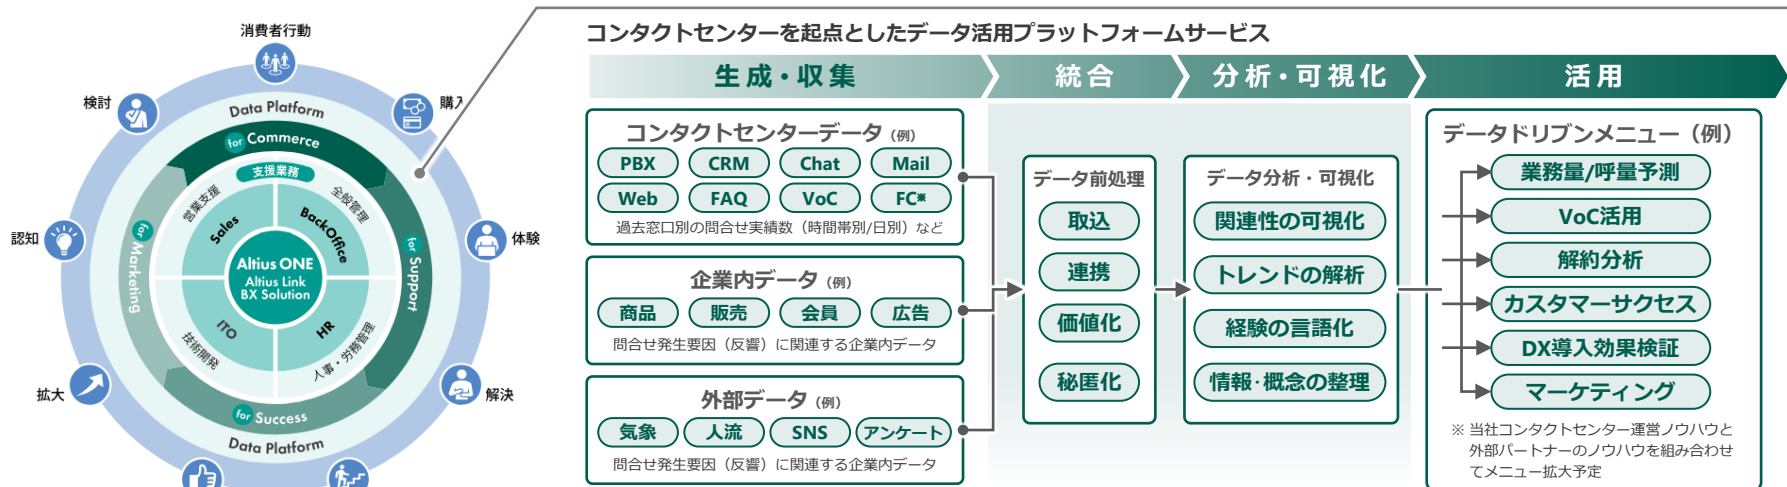 消費者行動
検討
購入
認知
体験
拡大
解決
Data Platform
for Commerce
for Marketing
for Support
for Success
Data Platform
支援業務
営業支援
全般管理
技術開発
人事・労務管理
Sales
BackOffice
ITO
HR
Altius ONE
Altius Link
BX Solution
コンタクトセンターを起点としたデータ活用プラットフォームサービス
生成・収集
統合
分析・可視化
活用
コンタクトセンターデータ（例）
PBX CRM Chat Mail
Web FAQ VoC FC※
過去窓口別の問合せ実績数（時間帯別/日別）など
企業内データ（例）
商品 販売 会員 広告
問合せ発生要因（反響）に関連する企業内データ
外部データ（例）
気象 人流 SNS アンケート
問合せ発生要因（反響）に関連する企業内データ
データ前処理
取込
連携
価値化
秘匿化
データ分析・可視化
関連性の可視化
トレンドの解析
経験の言語化
情報・概念の整理
データドリブンメニュー（例）
業務量/呼量予測
VoC活用
解約分析
カスタマーサクセス
DX導入効果検証
マーケティング
※ 当社コンタクトセンター運営ノウハウと
外部パートナーのノウハウを組み合わせ
てメニュー拡大予定